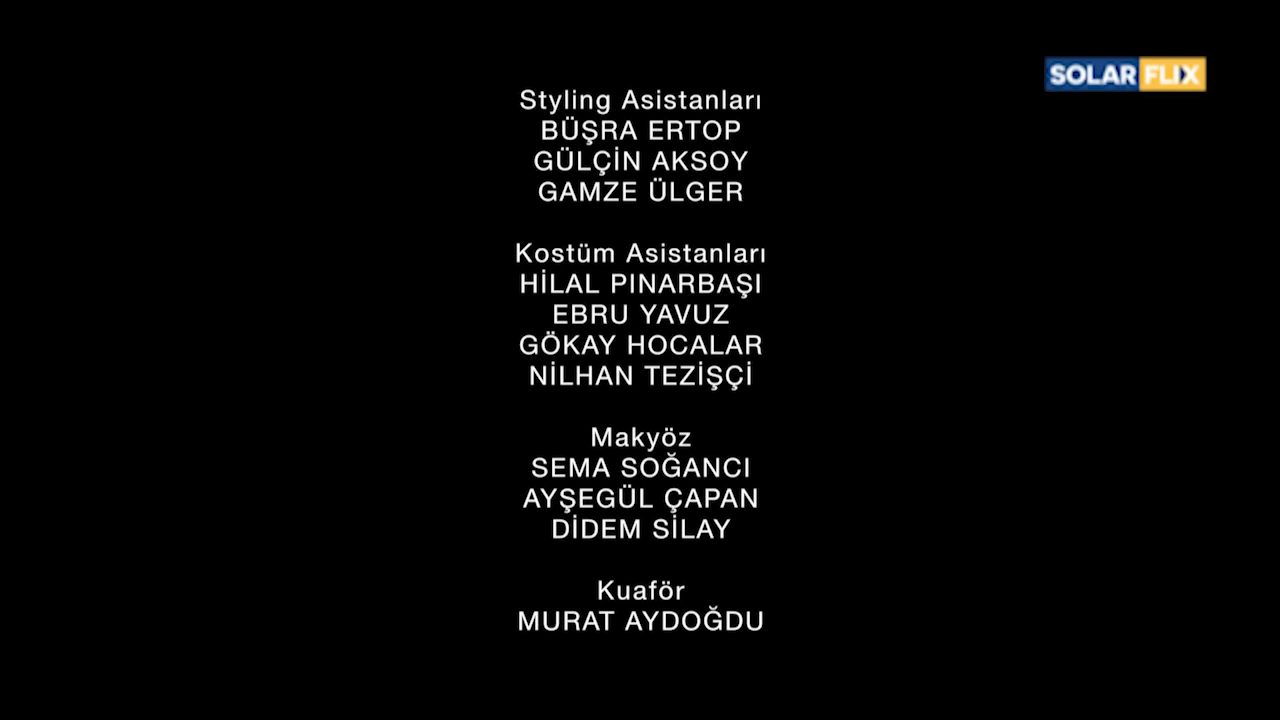 SOLARFLIX
Styling Asistanları
BÜŞRA ERTOP
GÜLÇİN AKSOY
GAMZE ÜLGER
Kostüm Asistanları
HİLAL PINARBAŞI
EBRU YAVUZ
GÖKAY HOCALAR
NİLHAN TEZİŞÇİ
Makyöz
SEMA SOĞANCI
AYŞEGÜL ÇAPAN
DİDEM SİLAY
Kuaför
MURAT AYDOĞDU